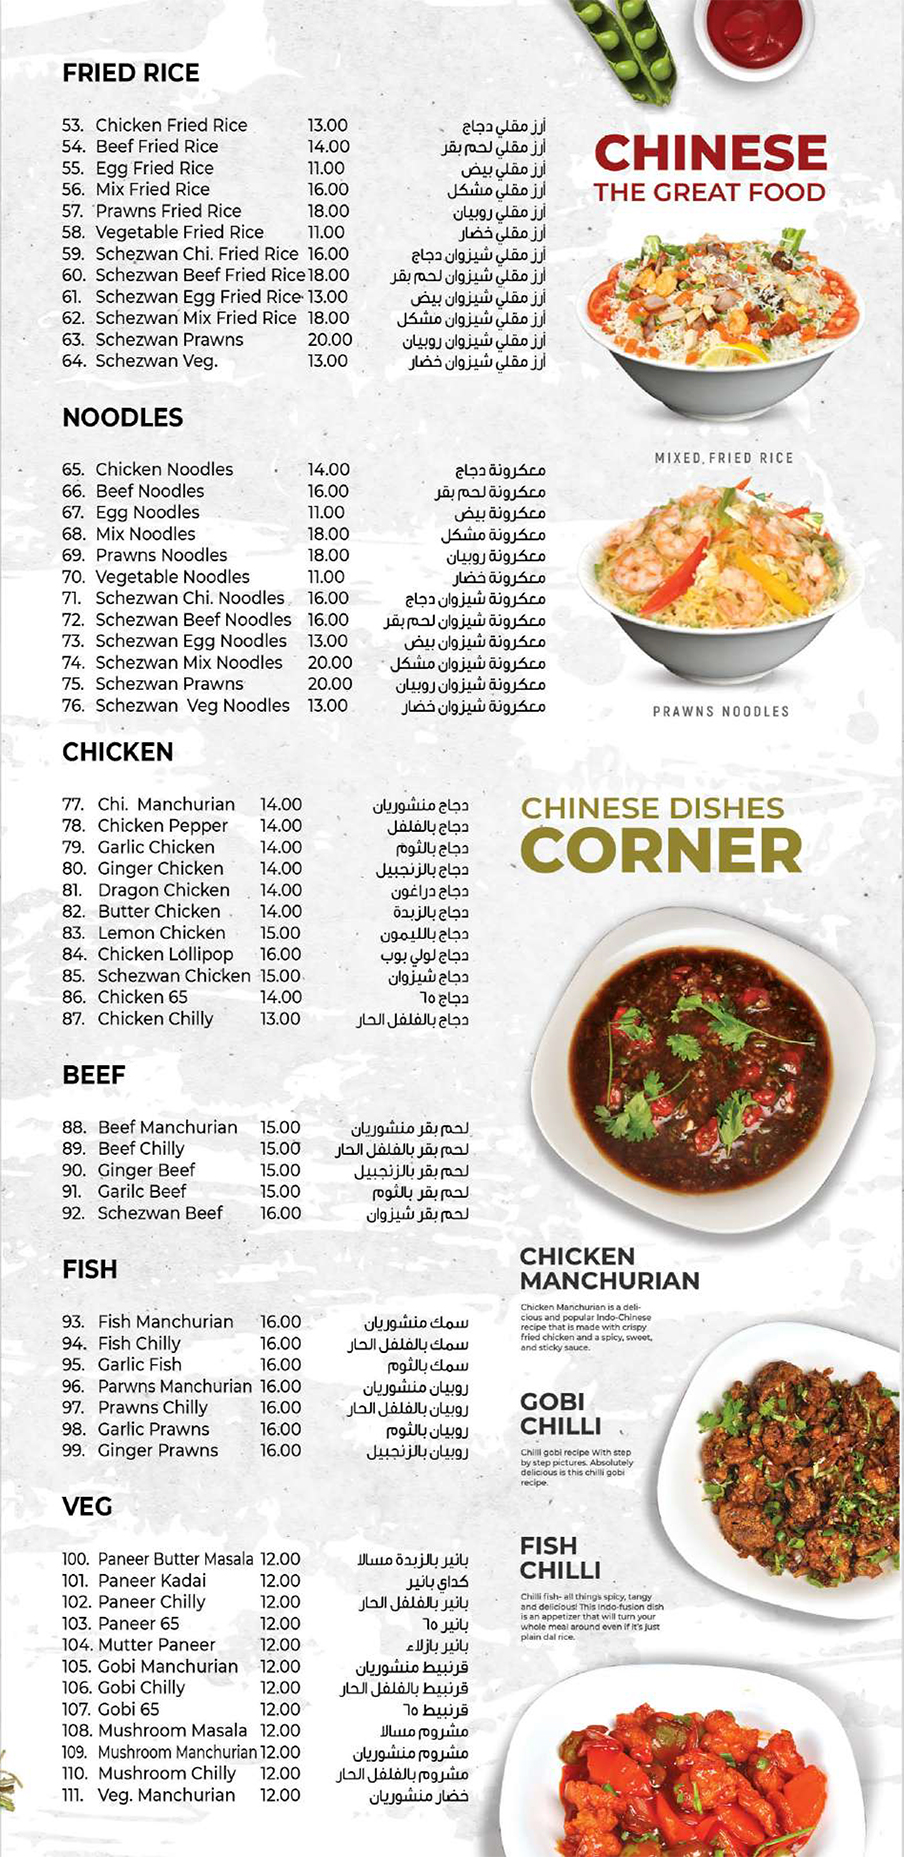 FRIED RICE
53. Chicken Fried Rice 13.00 أرز مقلي دجاج
54. Beef Fried Rice 14.00 أرز مقلي لحم بقر
55. Egg Fried Rice 11.00 أرز مقلي بيض
56. Mix Fried Rice 16.00 أرز مقلي مشكل
57. Prawns Fried Rice 18.00 أرز مقلي روبيان
58. Vegetable Fried Rice 11.00 أرز مقلي خضار
59. Schezwan Chi. Fried Rice 16.00 أرز مقلي شيزوان دجاج
60. Schezwan Beef Fried Rice 18.00 أرز مقلي شيزوان لحم بقر
61. Schezwan Egg Fried Rice 13.00 أرز مقلي شيزوان بيض
62. Schezwan Mix Fried Rice 18.00 أرز مقلي شيزوان مشكل
63. Schezwan Prawns 20.00 أرز مقلي شيزوان روبيان
64. Schezwan Veg. 13.00 أرز مقلي شيزوان خضار
CHINESE
THE GREAT FOOD
MIXED FRIED RICE
NOODLES
65. Chicken Noodles 14.00 معكرونة دجاج
66. Beef Noodles 16.00 معكرونة لحم بقر
67. Egg Noodles 11.00 معكرونة بيض
68. Mix Noodles 18.00 معكرونة مشكل
69. Prawns Noodles 18.00 معكرونة روبيان
70. Vegetable Noodles 11.00 معكرونة خضار
71. Schezwan Chi. Noodles 16.00 معكرونة شيزوان دجاج
72. Schezwan Beef Noodles 16.00 معكرونة شيزوان لحم بقر
73. Schezwan Egg Noodles 13.00 معكرونة شيزوان بيض
74. Schezwan Mix Noodles 20.00 معكرونة شيزوان مشكل
75. Schezwan Prawns 20.00 معكرونة شيزوان روبيان
76. Schezwan Veg Noodles 13.00 معكرونة شيزوان خضار
PRAWNS NOODLES
CHICKEN
77. Chi. Manchurian 14.00 دجاج منشوريان
78. Chicken Pepper 14.00 دجاج بالفلفل
79. Garlic Chicken 14.00 دجاج بالثوم
80. Ginger Chicken 14.00 دجاج بالزنجبيل
81. Dragon Chicken 14.00 دجاج دراغون
82. Butter Chicken 14.00 دجاج بالزبدة
83. Lemon Chicken 15.00 دجاج بالليمون
84. Chicken Lollipop 16.00 دجاج لولي بوب
85. Schezwan Chicken 15.00 دجاج شيزوان
86. Chicken 65 14.00 دجاج ٦٥
87. Chicken Chilly 13.00 دجاج بالفلفل الحار
CHINESE DISHES
CORNER
BEEF
88. Beef Manchurian 15.00 لحم بقر منشوريان
89. Beef Chilly 15.00 لحم بقر بالفلفل الحار
90. Ginger Beef 15.00 لحم بقر بالزنجبيل
91. Garilc Beef 15.00 لحم بقر بالثوم
92. Schezwan Beef 16.00 لحم بقر شيزوان
FISH
93. Fish Manchurian 16.00 سمك منشوريان
94. Fish Chilly 16.00 سمك بالفلفل الحار
95. Garlic Fish 16.00 سمك بالثوم
96. Parwns Manchurian 16.00 روبيان منشوريان
97. Prawns Chilly 16.00 روبيان بالفلفل الحار
98. Garlic Prawns 16.00 روبيان بالثوم
99. Ginger Prawns 16.00 روبيان بالزنجبيل
VEG
100. Paneer Butter Masala 12.00 بانير بالزبدة مسالا
101. Paneer Kadai 12.00 كداي بانير
102. Paneer Chilly 12.00 بانير بالفلفل الحار
103. Paneer 65 12.00 بانير ٦٥
104. Mutter Paneer 12.00 بانير بازلاء
105. Gobi Manchurian 12.00 قرنبيط منشوريان
106. Gobi Chilly 12.00 قرنبيط بالفلفل الحار
107. Gobi 65 12.00 قرنبيط ٦٥
108. Mushroom Masala 12.00 مشروم مسالا
109. Mushroom Manchurian 12.00 مشروم منشوريان
110. Mushroom Chilly 12.00 مشروم بالفلفل الحار
111. Veg. Manchurian 12.00 خضار منشوريان
CHICKEN
MANCHURIAN
Chicken Manchurian is a deli-
cious and popular Indo-Chinese
recipe that is made with crispy
fried chicken and a spicy, sweet,
and sticky sauce.
GOBI
CHILLI
Chilli gobi recipe With step
by step pictures. Absolutely
delicious is this chilli gobi
recipe.
FISH
CHILLI
Chilli fish- all things spicy, tangy
and delicious! This Indo-fusion dish
is an appetizer that will turn your
whole meal around even if it's just
plain dal rice.